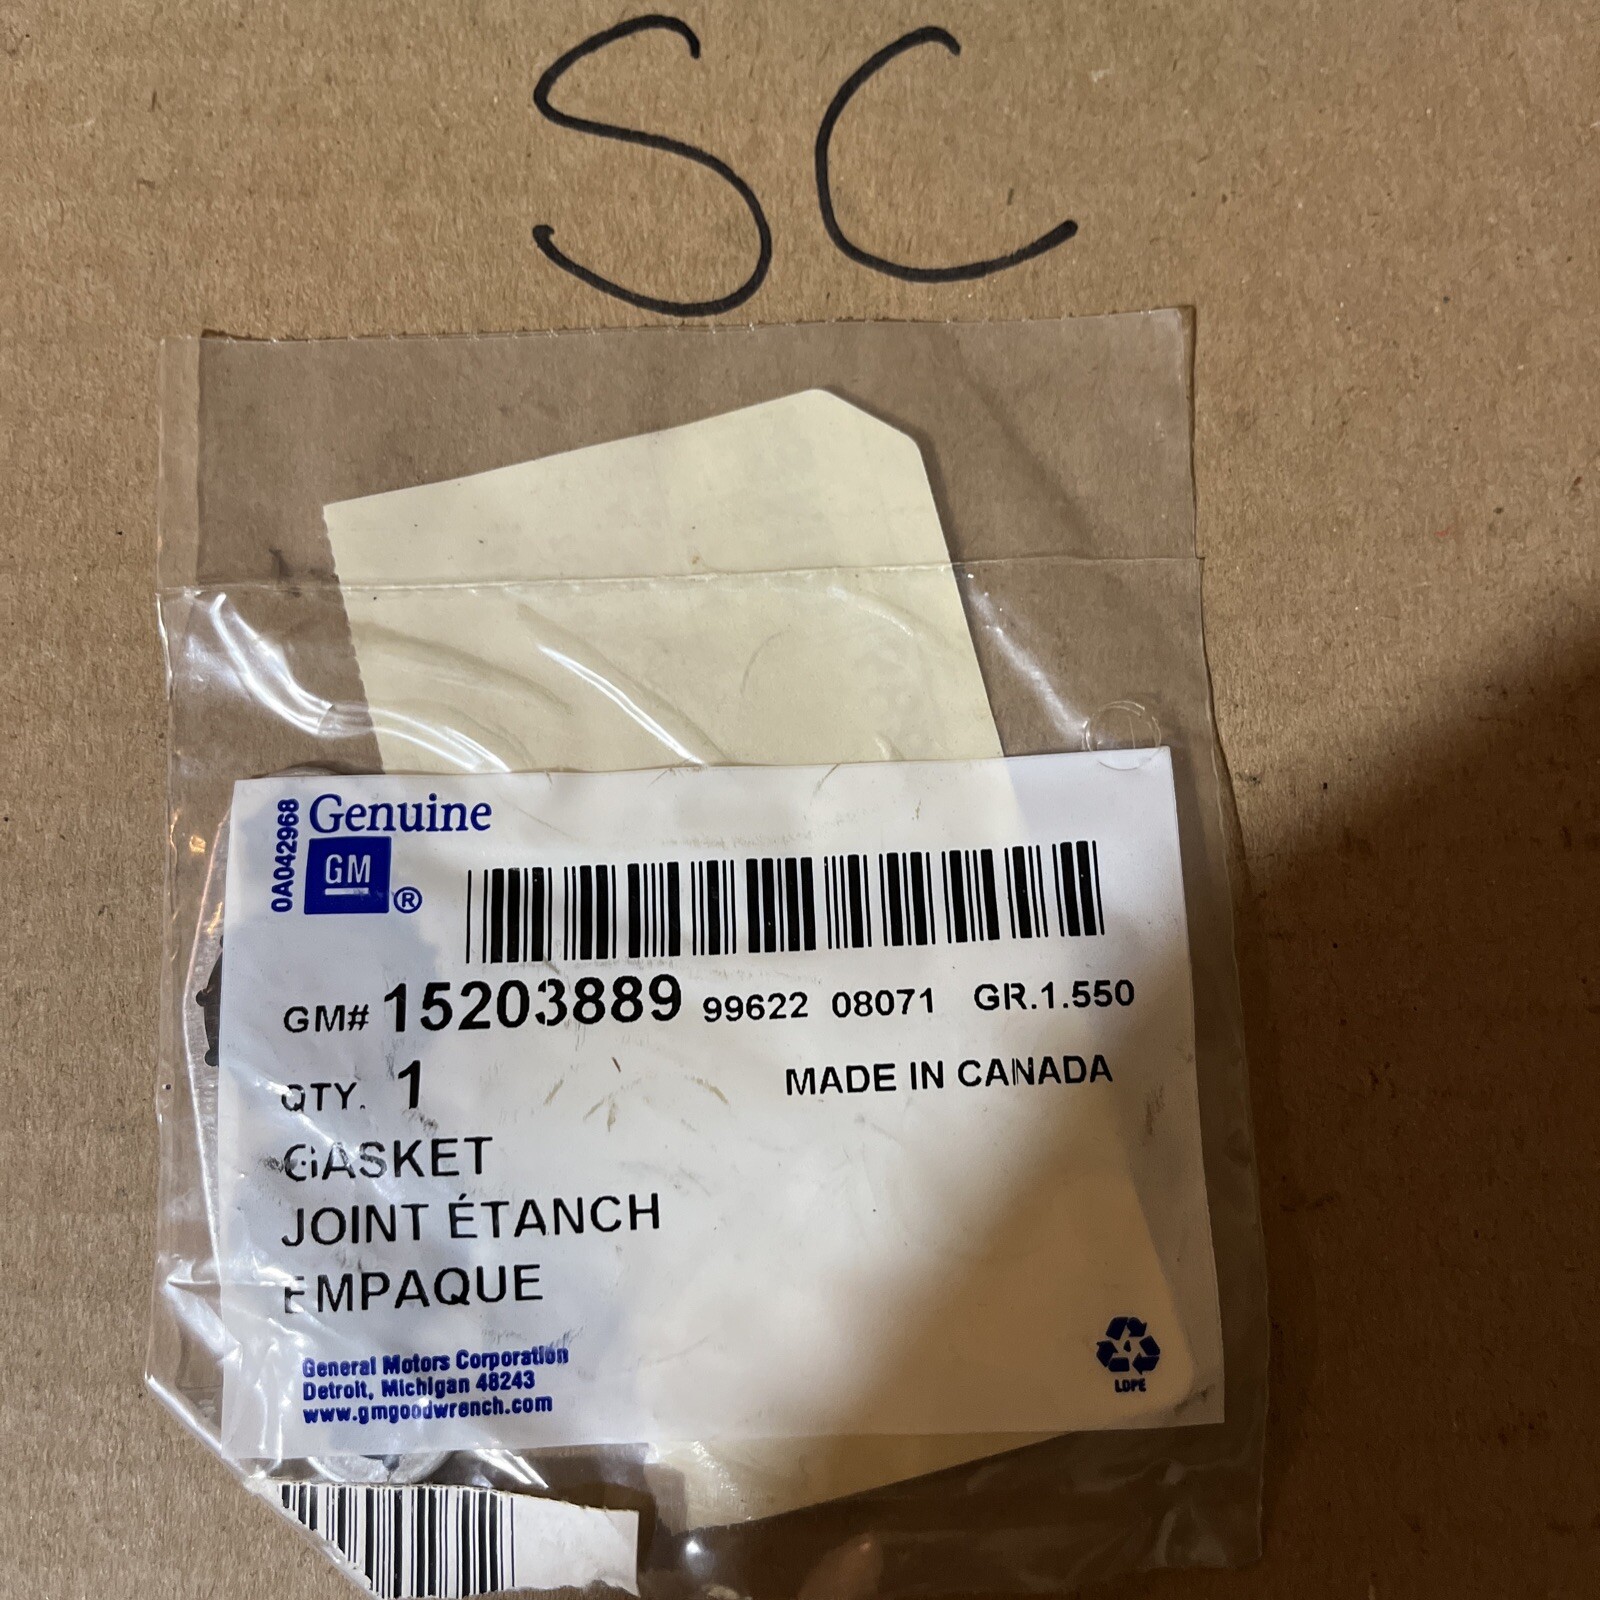 SC
0A042968
Genuine
GM ®
GM# 15203889 99622 08071 GR.1.550
QTY. 1 MADE IN CANADA
GASKET
JOINT ÉTANCH
EMPAQUE
General Motors Corporation
Detroit, Michigan 48243
www.gmgoodwrench.com
4
LDPE